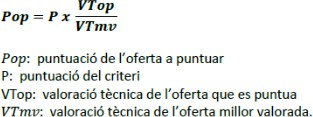 Pop = P x VTop / VTmv
Pop: puntuació de l'oferta a puntuar
P: puntuació del criteri
VTop: valoració tècnica de l'oferta que es puntua
VTmv: valoració tècnica de l'oferta millor valorada.